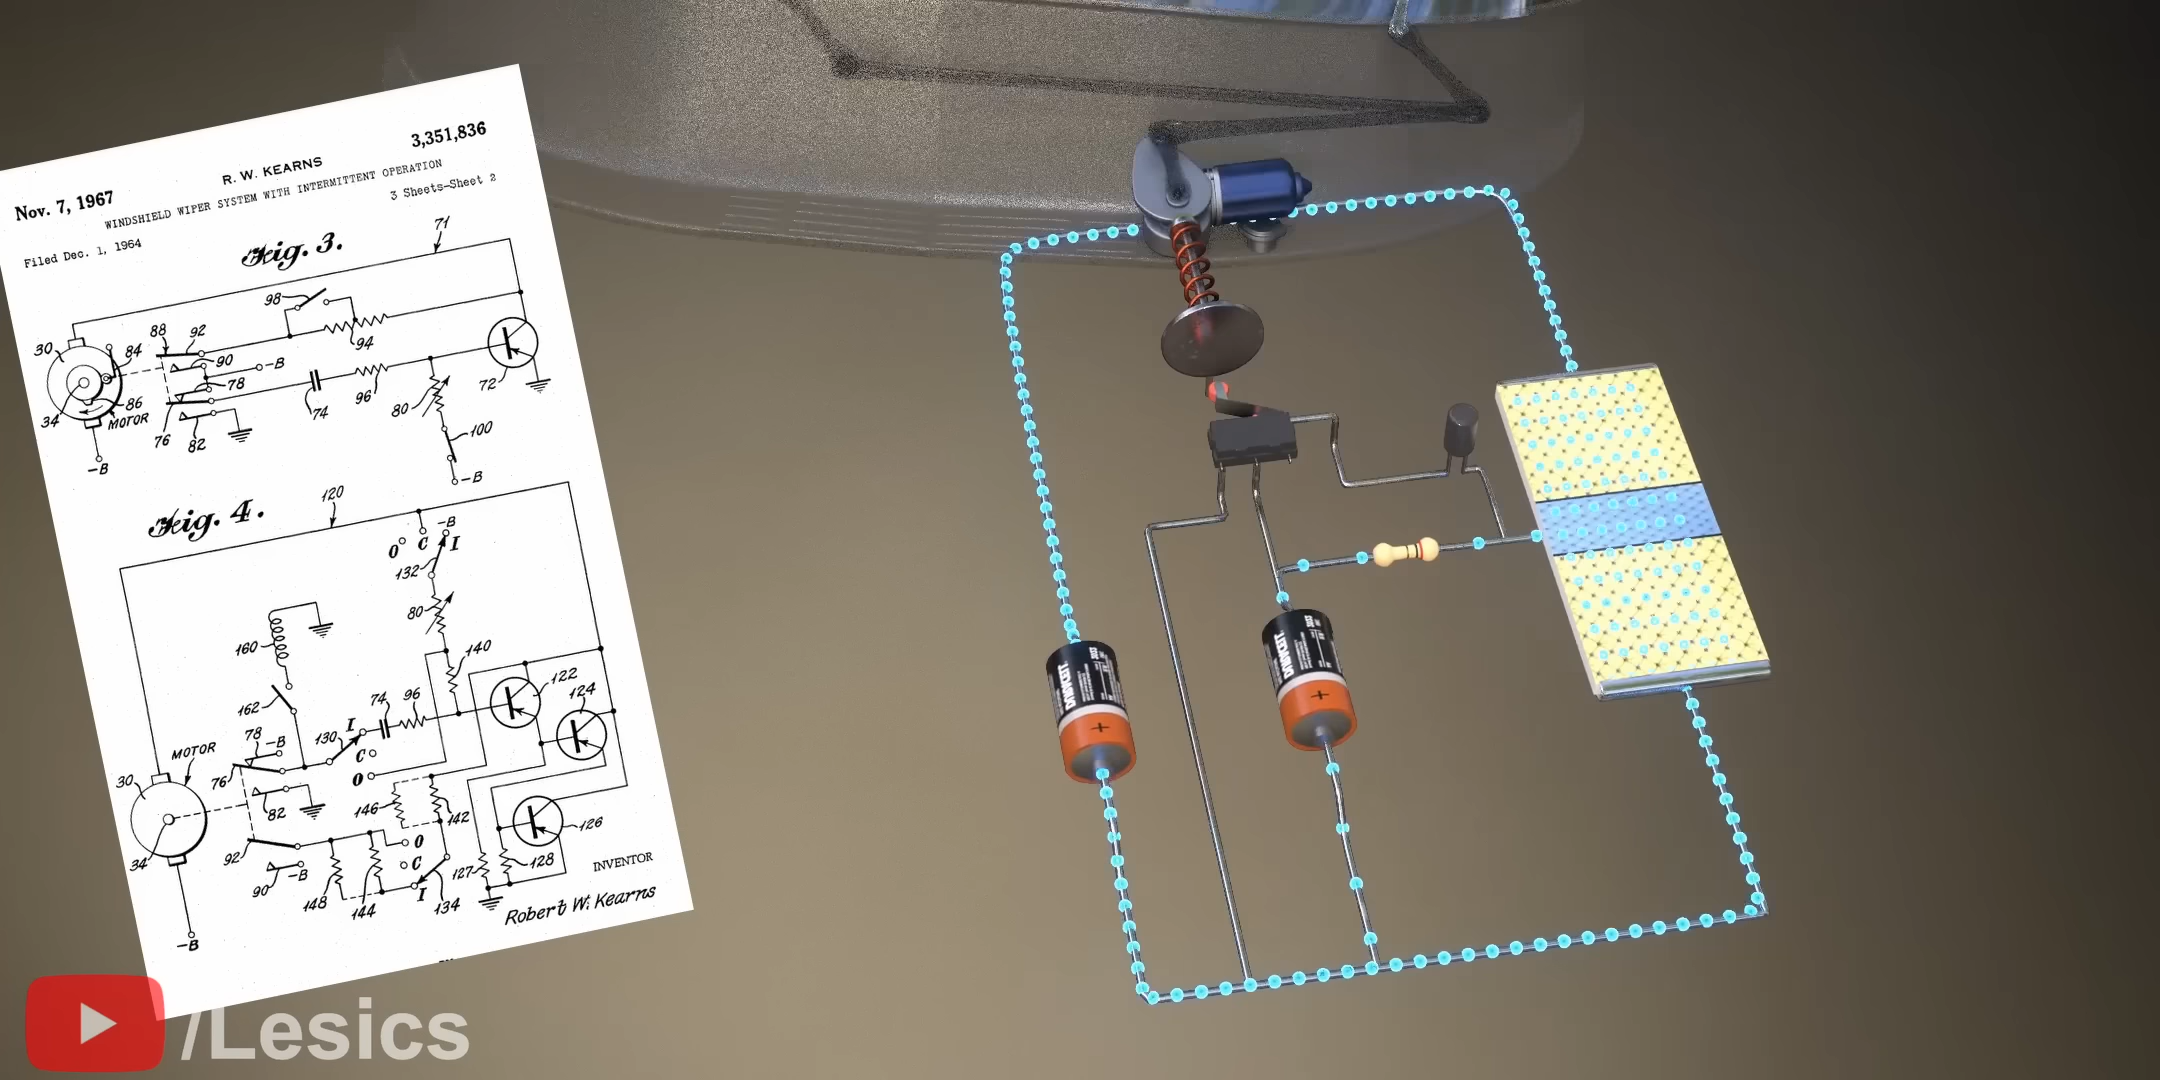 3,351,836
R. W. KEARNS
Nov. 7, 1967
WINDSHIELD WIPER SYSTEM WITH INTERMITTENT OPERATION
Filed Dec. 1, 1964
3 Sheets-Sheet 2
Fig. 3.
71
98
88
92
30
84
90
-B
94
78
72
34
86
MOTOR
74
96
80
76
82
100
-B
-B
Fig. 4.
120
-B
O
C
I
132
80
160
140
122
124
162
74
96
I
130
C
O
78
-B
MOTOR
76
30
82
146
142
126
O
C
I
92
34
90
-B
148
144
134
127
128
INVENTOR
Robert W. Kearns
-B
+
+
/Lesics